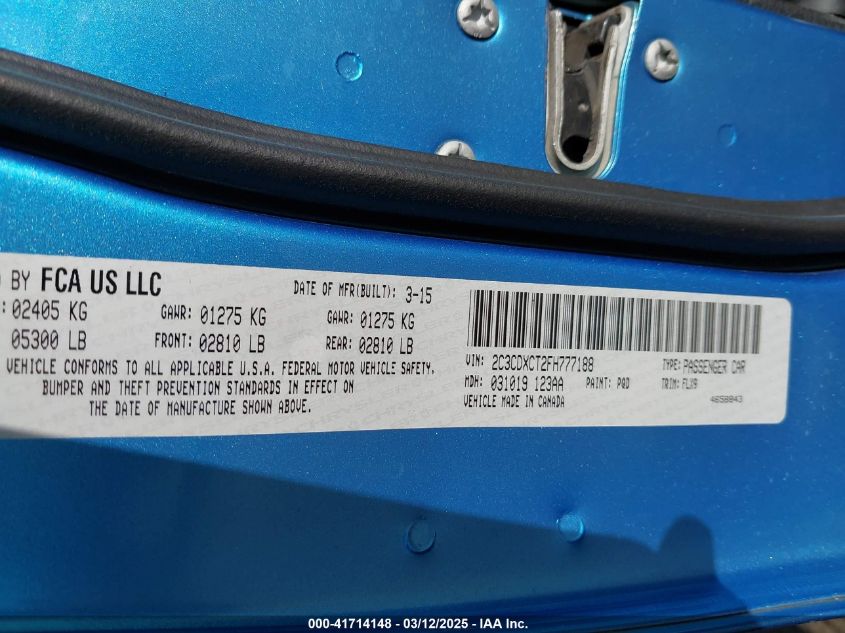 BY FCA US LLC DATE OF MFR(BUILT): 3-15
: 02405 KG GAWR: 01275 KG GAWR: 01275 KG
05300 LB FRONT: 02810 LB REAR: 02810 LB
VEHICLE CONFORMS TO ALL APPLICABLE U.S.A. FEDERAL MOTOR VEHICLE SAFETY,
BUMPER AND THEFT PREVENTION STANDARDS IN EFFECT ON
THE DATE OF MANUFACTURE SHOWN ABOVE.
VIN: 2C3CDXCT2FH777188 TYPE: PASSENGER CAR
MDH: 031019 123AA PAINT: PQD TRIM: FLX9
VEHICLE MADE IN CANADA 4658843
000-41714148 - 03/12/2025 - IAA Inc.